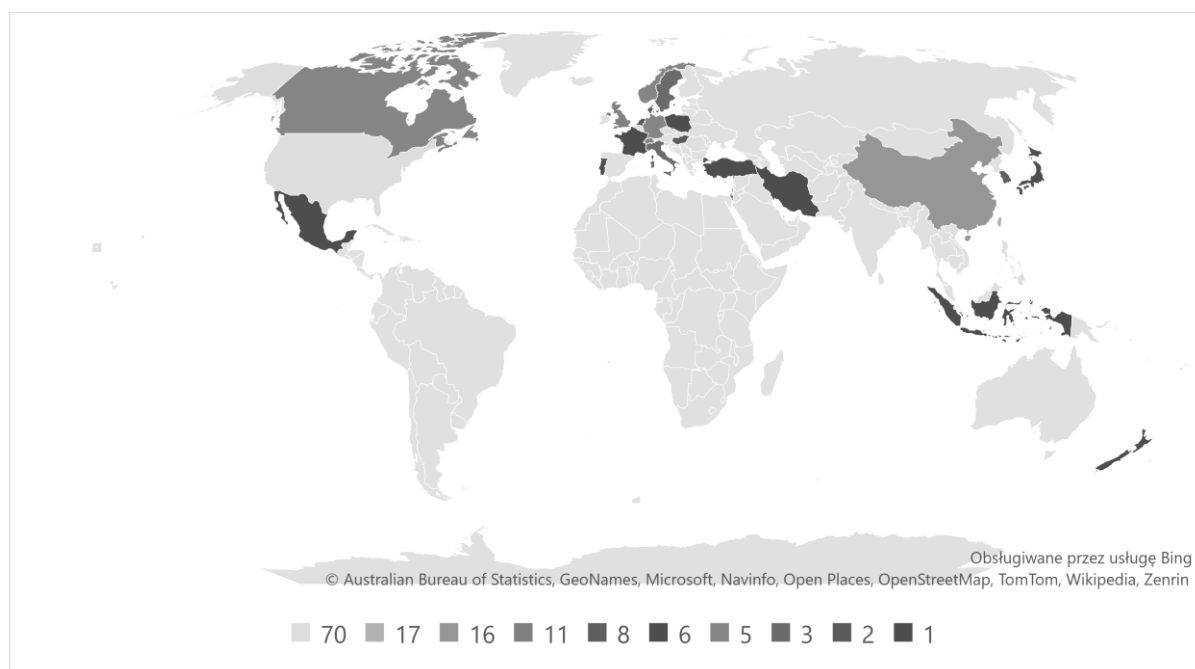 Obsługiwane przez usługę Bing
© Australian Bureau of Statistics, GeoNames, Microsoft, Navinfo, Open Places, OpenStreetMap, TomTom, Wikipedia, Zenrin
70 17 16 11 8 6 5 3 2 1